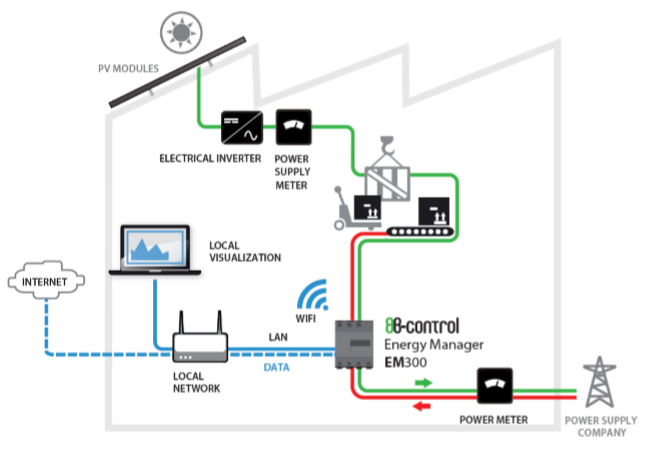 PV MODULES
ELECTRICAL INVERTER
POWER
SUPPLY
METER
LOCAL
VISUALIZATION
INTERNET
WIFI
LAN
DATA
LOCAL
NETWORK
88-control
Energy Manager
EM300
POWER METER
POWER SUPPLY
COMPANY